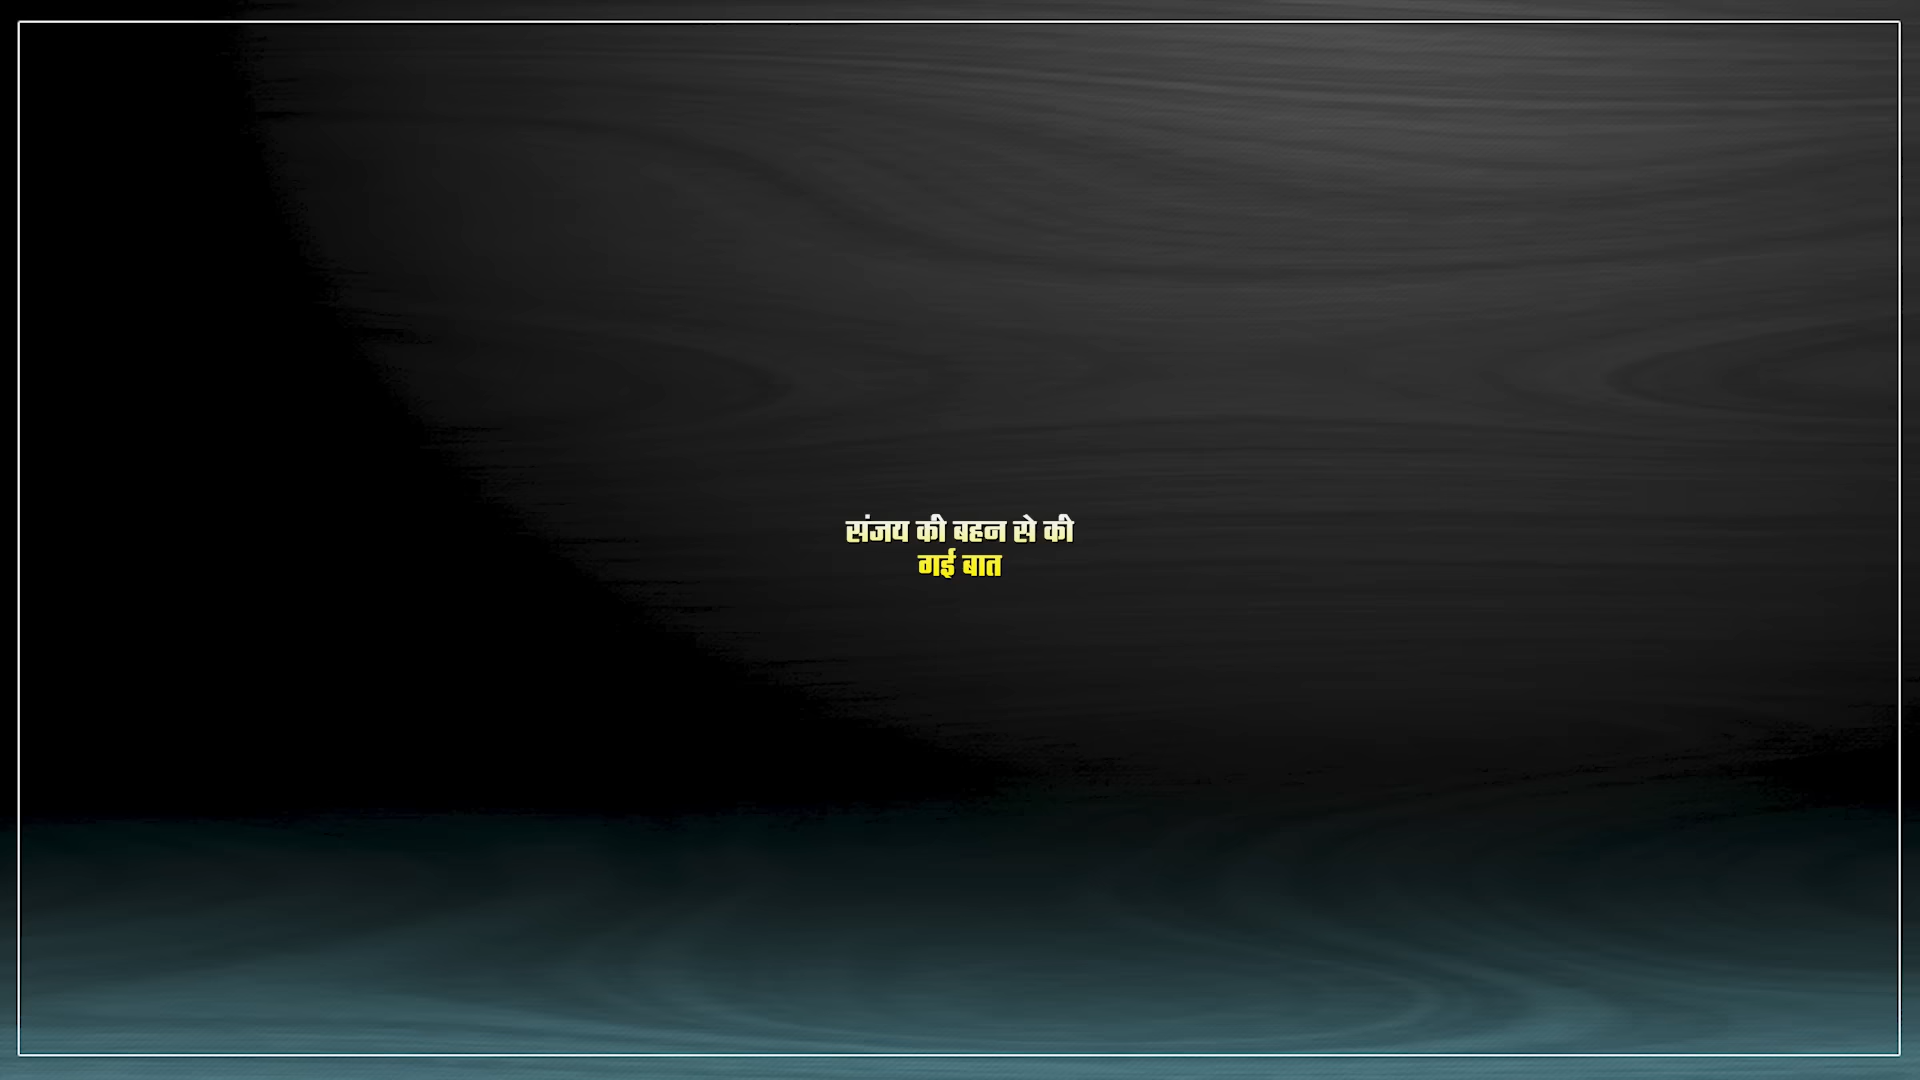 संजय की बहन से की
गई बात